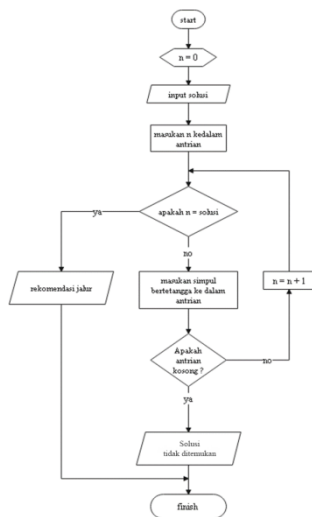 start
n = 0
input solusi
masukan n kedalam
antrian
apakah n = solusi
ya
no
rekomendasi jalur
masukan simpul
bertetangga ke dalam
antrian
n = n + 1
Apakah
antrian
kosong ?
no
ya
Solusi
tidak ditemukan
finish